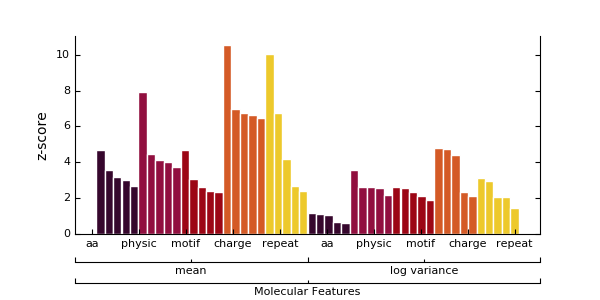 10
8
6
4
2
0
z-score
aa physic motif charge repeat aa physic motif charge repeat
mean log variance
Molecular Features